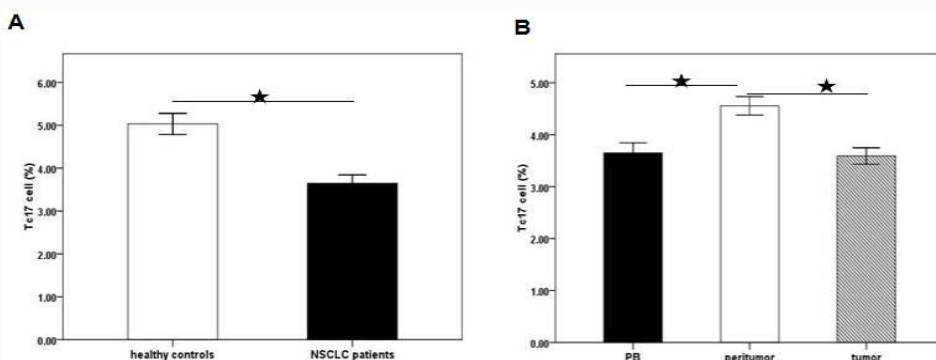 A
Tc17 cell (%)
6.00
5.00
4.00
3.00
2.00
1.00
0.00
healthy controls
NSCLC patients
B
Tc17 cell (%)
5.00
4.00
3.00
2.00
1.00
0.00
PB
peritumor
tumor